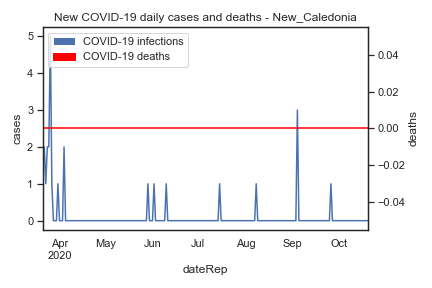 New COVID-19 daily cases and deaths - New_Caledonia
COVID-19 infections
COVID-19 deaths
cases
5
4
3
2
1
0
deaths
0.04
0.02
0.00
−0.02
−0.04
Apr May Jun Jul Aug Sep Oct
2020
dateRep